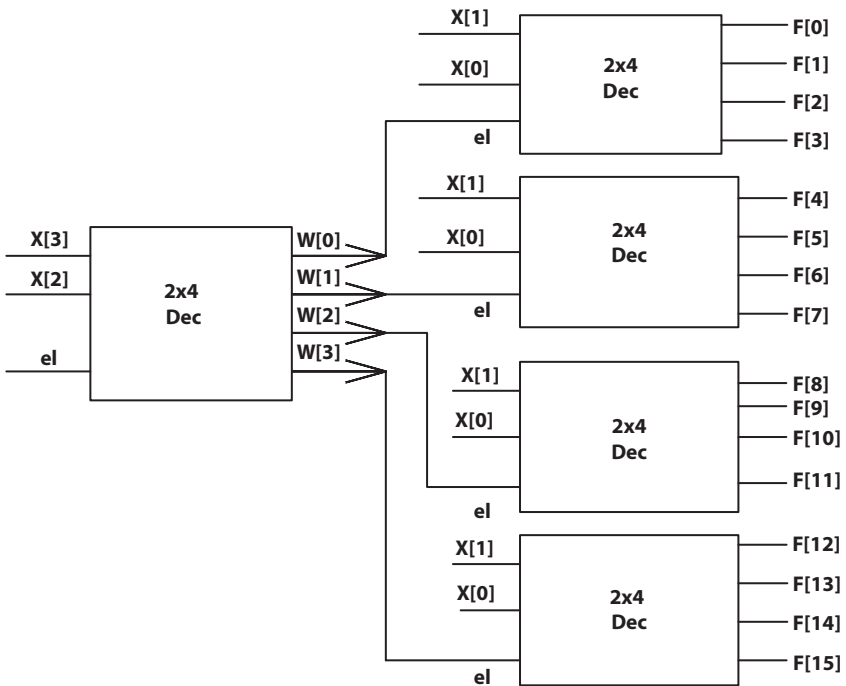 X[1]
X[0]
el
2x4
Dec
F[0]
F[1]
F[2]
F[3]
X[1]
X[0]
el
2x4
Dec
F[4]
F[5]
F[6]
F[7]
X[3]
X[2]
el
2x4
Dec
W[0]
W[1]
W[2]
W[3]
X[1]
X[0]
el
2x4
Dec
F[8]
F[9]
F[10]
F[11]
X[1]
X[0]
el
2x4
Dec
F[12]
F[13]
F[14]
F[15]